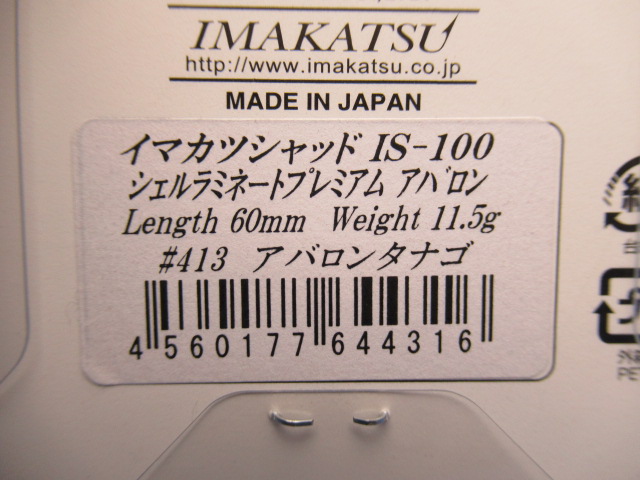 IMAKATSU
http://www.imakatsu.co.jp
MADE IN JAPAN
イマカツシャッド IS-100
シェルラミネートプレミアム アバロン
Length 60mm Weight 11.5g
#413 アバロンタナゴ
4 560177 644316
紙